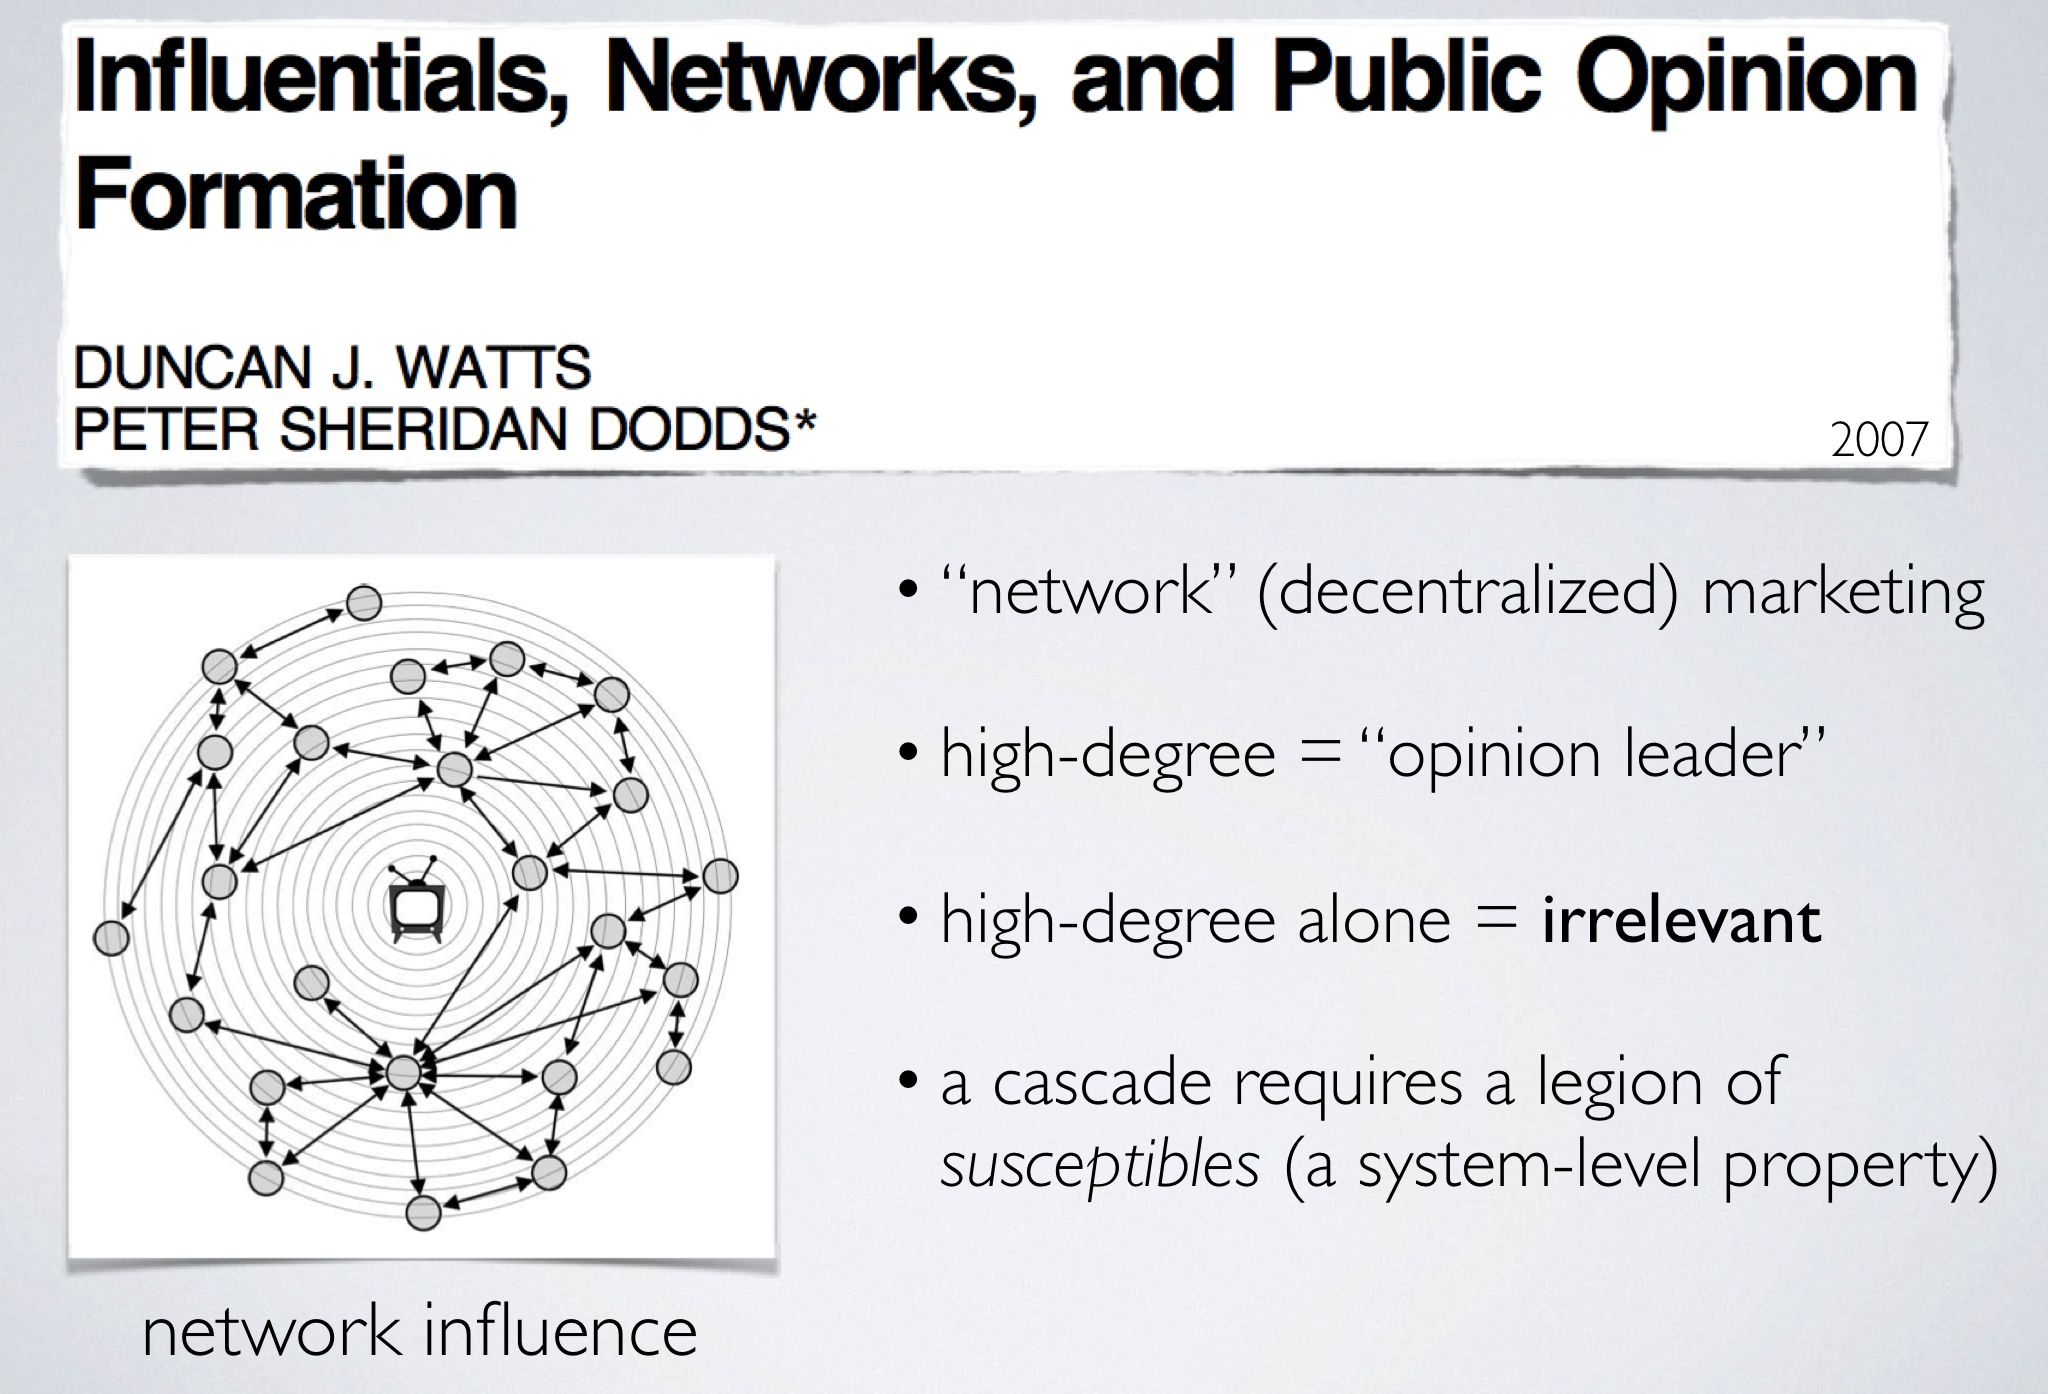 Influentials, Networks, and Public Opinion
Formation
DUNCAN J. WATTS
PETER SHERIDAN DODDS*
2007
• “network” (decentralized) marketing
• high-degree = “opinion leader”
• high-degree alone = irrelevant
• a cascade requires a legion of
susceptibles (a system-level property)
network influence